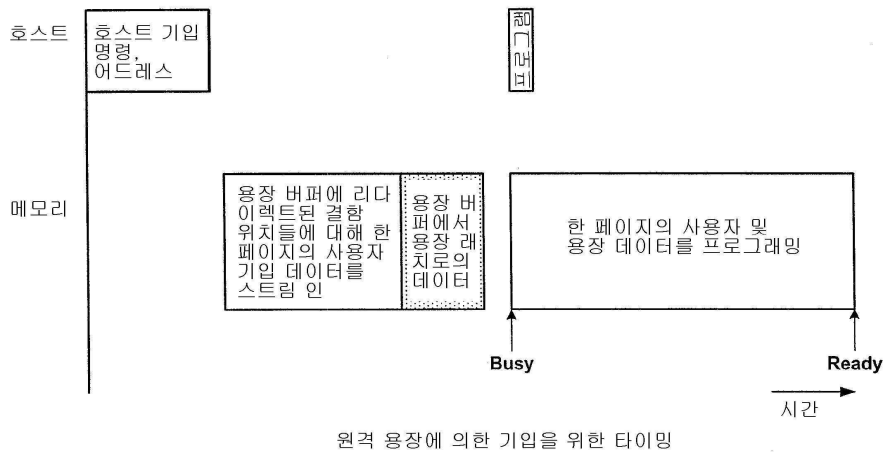 호스트
호스트 기입
명령,
어드레스
프로그램
메모리
용장 버퍼에 리다
이렉트된 결함
위치들에 대해 한
페이지의 사용자
기입 데이터를
스트림 인
용장 버
퍼에서
용장 래
치로의
데이터
한 페이지의 사용자 및
용장 데이터를 프로그래밍
Busy
Ready
시간
원격 용장에 의한 기입을 위한 타이밍